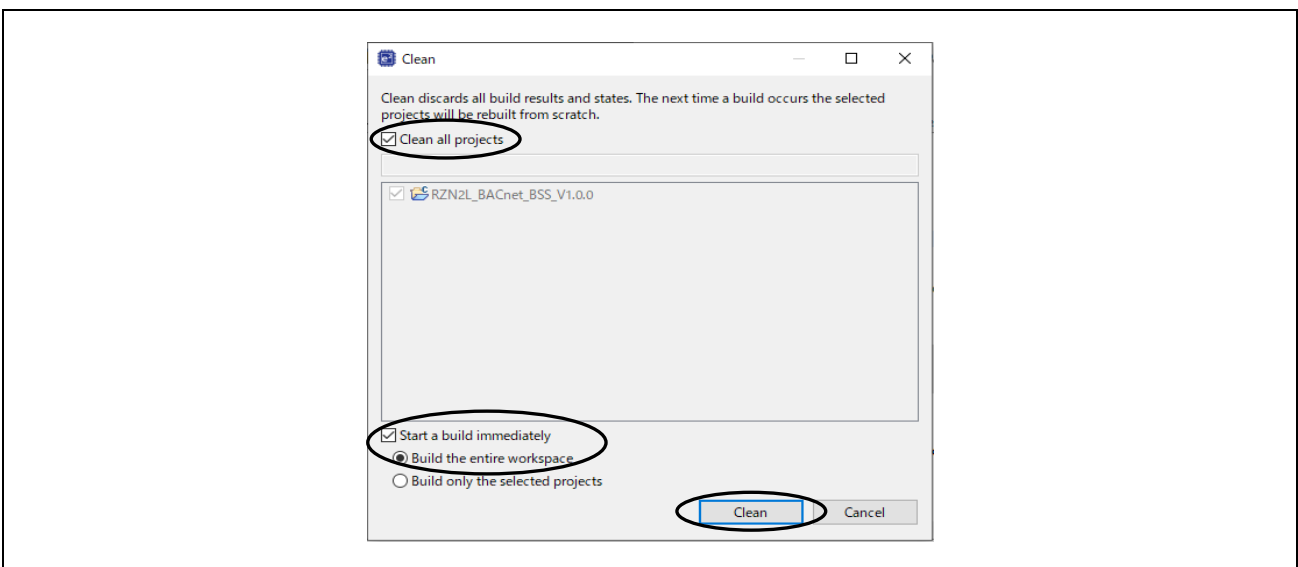 Clean
Clean discards all build results and states. The next time a build occurs the selected
projects will be rebuilt from scratch.
Clean all projects
RZN2L_BACnet_BSS_V1.0.0
Start a build immediately
Build the entire workspace
Build only the selected projects
Clean
Cancel